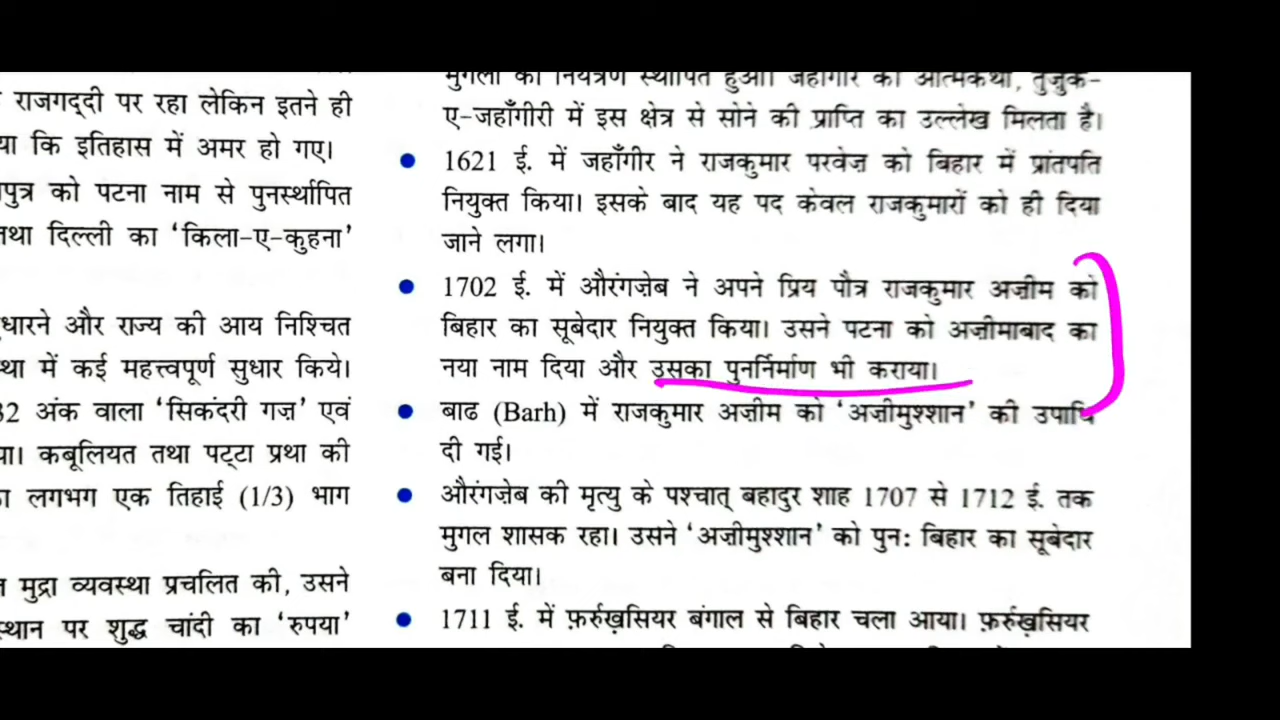 राजगद्दी पर रहा लेकिन इतने ही
कि इतिहास में अमर हो गए।
को पटना नाम से पुनर्स्थापित
तथा दिल्ली का ‘किला-ए-कुहना’
और राज्य की आय निश्चित
में कई महत्त्वपूर्ण सुधार किये।
अंक वाला ‘सिकंदरी गज़’ एवं
कबूलियत तथा पट्टा प्रथा की
लगभग एक तिहाई (1/3) भाग
मुद्रा व्यवस्था प्रचलित की, उसने
स्थान पर शुद्ध चांदी का ‘रुपया’
मुगलों का नियंत्रण स्थापित हुआ। जहाँगीर की आत्मकथा, तुज़ुक-
ए-जहाँगीरी में इस क्षेत्र से सोने की प्राप्ति का उल्लेख मिलता है।
• 1621 ई. में जहाँगीर ने राजकुमार परवेज़ को बिहार में प्रांतपति
नियुक्त किया। इसके बाद यह पद केवल राजकुमारों को ही दिया
जाने लगा।
• 1702 ई. में औरंगज़ेब ने अपने प्रिय पौत्र राजकुमार अज़ीम को
बिहार का सूबेदार नियुक्त किया। उसने पटना को अज़ीमाबाद का
नया नाम दिया और उसका पुनर्निर्माण भी कराया।
• बाढ (Barh) में राजकुमार अज़ीम को ‘अज़ीमुश्शान’ की उपाधि
दी गई।
• औरंगज़ेब की मृत्यु के पश्चात् बहादुर शाह 1707 से 1712 ई. तक
मुगल शासक रहा। उसने ‘अज़ीमुश्शान’ को पुन: बिहार का सूबेदार
बना दिया।
• 1711 ई. में फ़र्रुख़सियर बंगाल से बिहार चला आया। फ़र्रुख़सियर